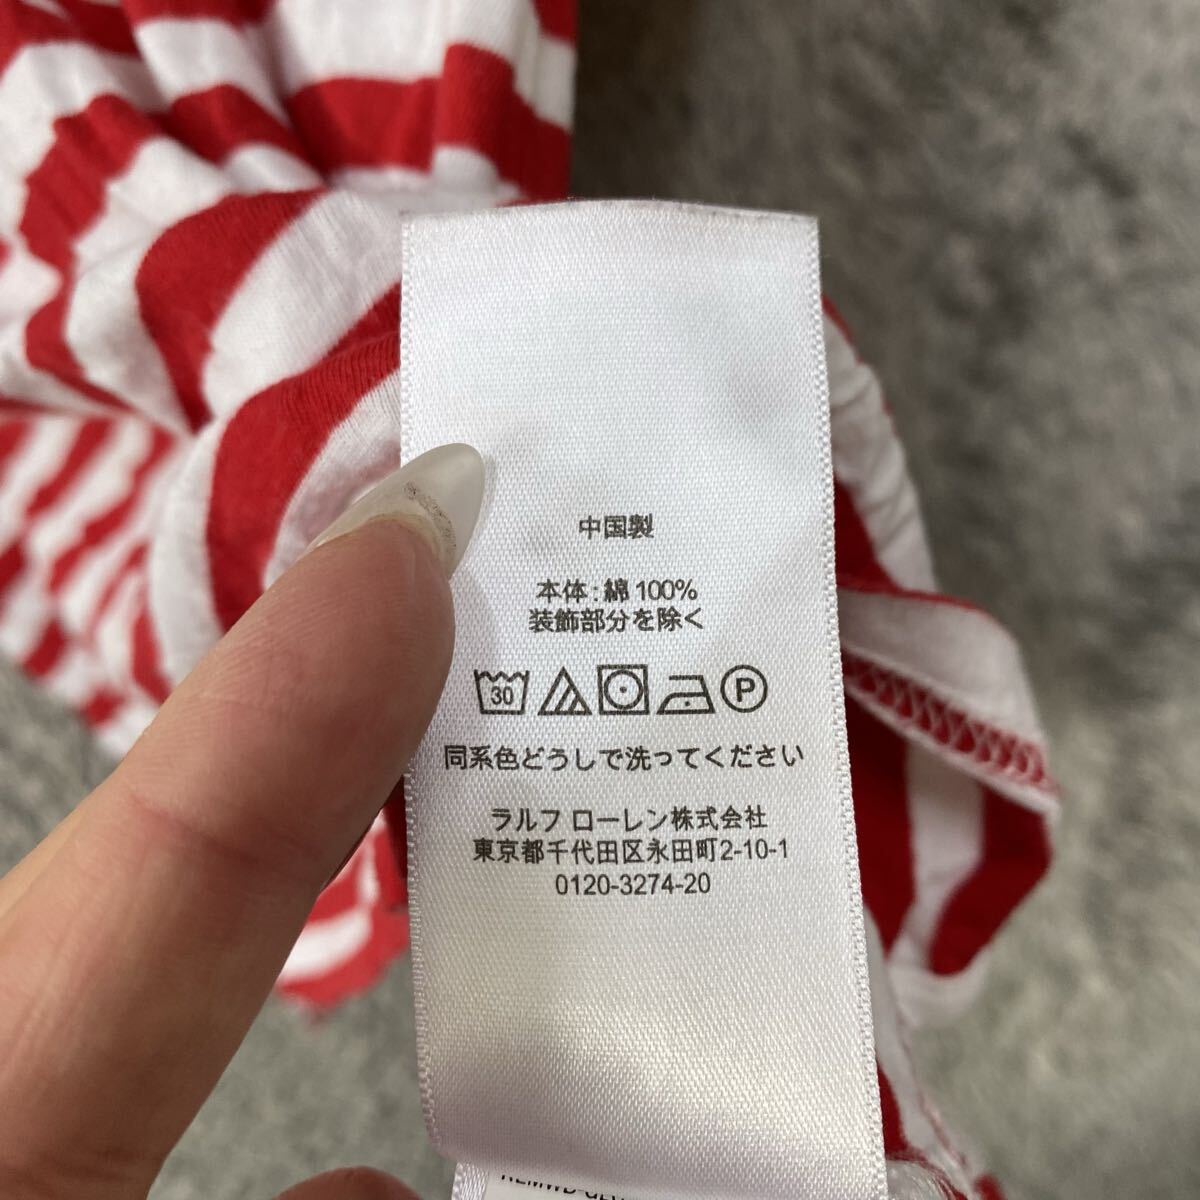 中国製
本体:綿 100%
装飾部分を除く
30 P
同系色どうしで洗ってください
ラルフ ローレン株式会社
東京都千代田区永田町2-10-1
0120-3274-20